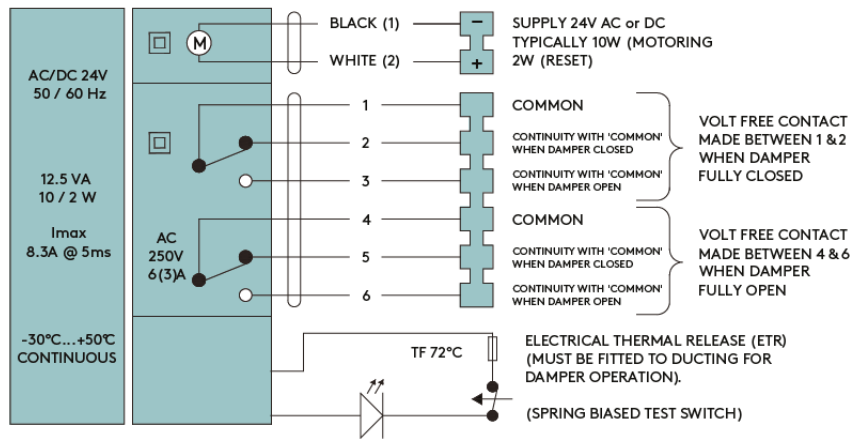 AC/DC 24V
50 / 60 Hz
12.5 VA
10 / 2 W
Imax
8.3A @ 5ms
-30°C...+50°C
CONTINUOUS
M
AC
250V
6(3)A
BLACK (1)
WHITE (2)
1
2
3
4
5
6
–
+
SUPPLY 24V AC or DC
TYPICALLY 10W (MOTORING
2W (RESET)
COMMON
CONTINUITY WITH 'COMMON'
WHEN DAMPER CLOSED
CONTINUITY WITH 'COMMON'
WHEN DAMPER OPEN
COMMON
CONTINUITY WITH 'COMMON'
WHEN DAMPER CLOSED
CONTINUITY WITH 'COMMON'
WHEN DAMPER OPEN
VOLT FREE CONTACT
MADE BETWEEN 1 & 2
WHEN DAMPER
FULLY CLOSED
VOLT FREE CONTACT
MADE BETWEEN 4 & 6
WHEN DAMPER
FULLY OPEN
TF 72°C
ELECTRICAL THERMAL RELEASE (ETR)
(MUST BE FITTED TO DUCTING FOR
DAMPER OPERATION).
(SPRING BIASED TEST SWITCH)